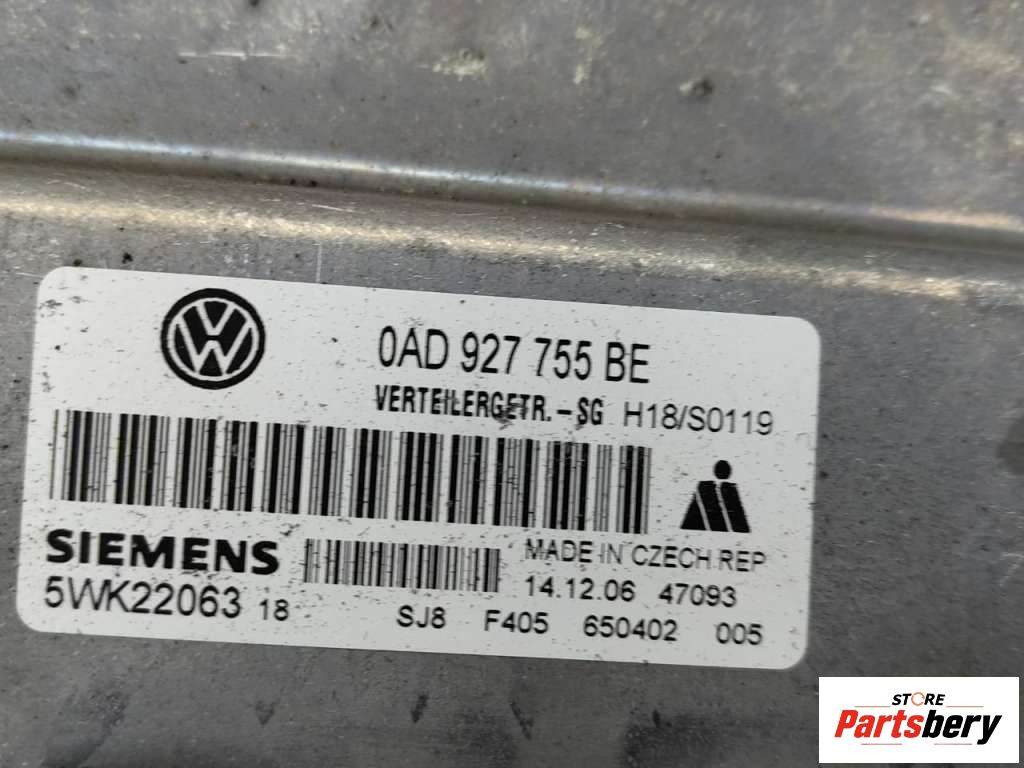 0AD 927 755 BE
VERTEILERGETR.-SG H18/S0119
SIEMENS
MADE IN CZECH REP
5WK22063 18
14.12.06 47093
SJ8 F405 650402 005
STORE
Partsbery